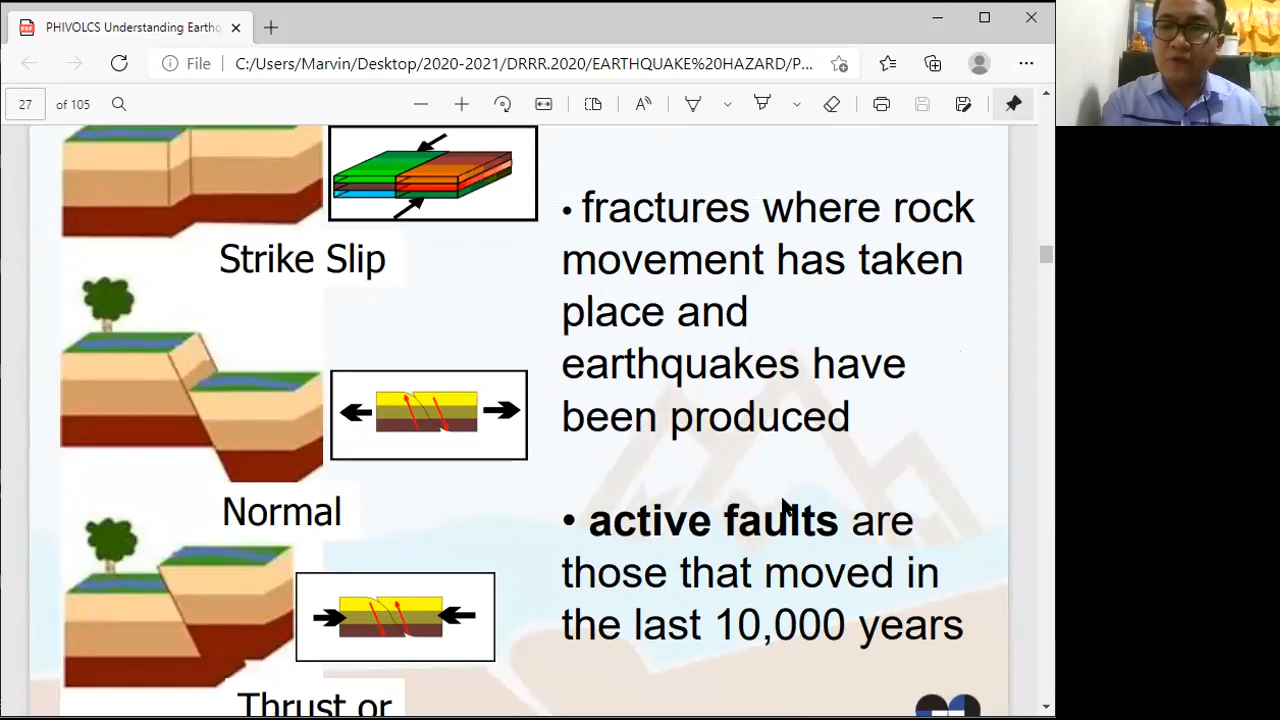 PHIVOLCS Understanding Earthq
File
C:/Users/Marvin/Desktop/2020-2021/DRRR.2020/EARTHQUAKE%20HAZARD/P...
27
of 105
Strike Slip
Normal
Thrust or
• fractures where rock
movement has taken
place and
earthquakes have
been produced
• active faults are
those that moved in
the last 10,000 years